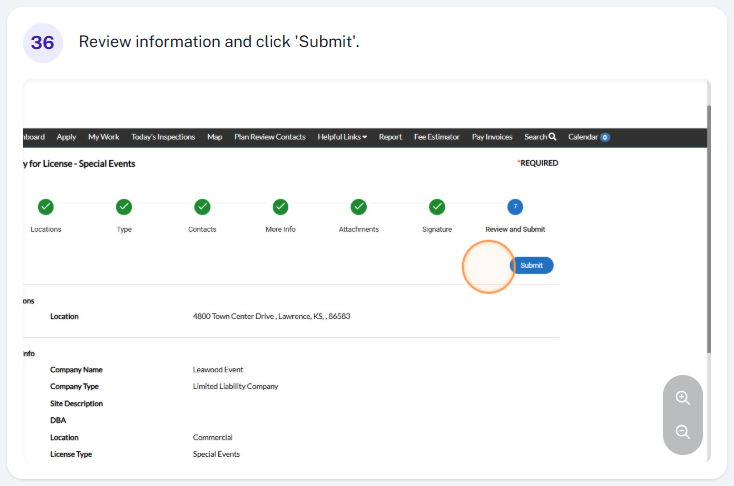 36 Review information and click 'Submit'.
board Apply My Work Today's Inspections Map Plan Review Contacts Helpful Links Report Fee Estimator Pay Invoices Search Calendar 0
y for License - Special Events *REQUIRED
7
Locations Type Contacts More Info Attachments Signature Review and Submit
Submit
ons
Location 4800 Town Center Drive , Lawrence, KS, , 86583
nfo
Company Name Leawood Event
Company Type Limited Liability Company
Site Description
DBA
Location Commercial
License Type Special Events